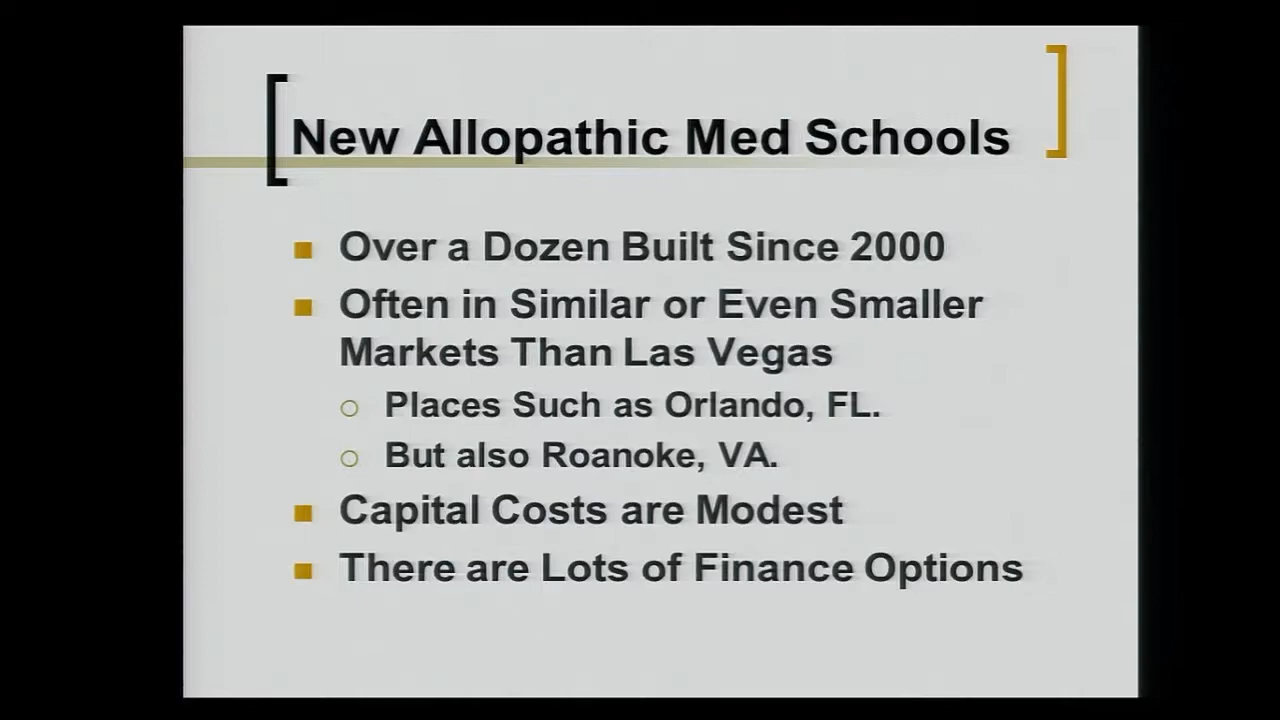 New Allopathic Med Schools
Over a Dozen Built Since 2000
Often in Similar or Even Smaller
Markets Than Las Vegas
Places Such as Orlando, FL.
But also Roanoke, VA.
Capital Costs are Modest
There are Lots of Finance Options